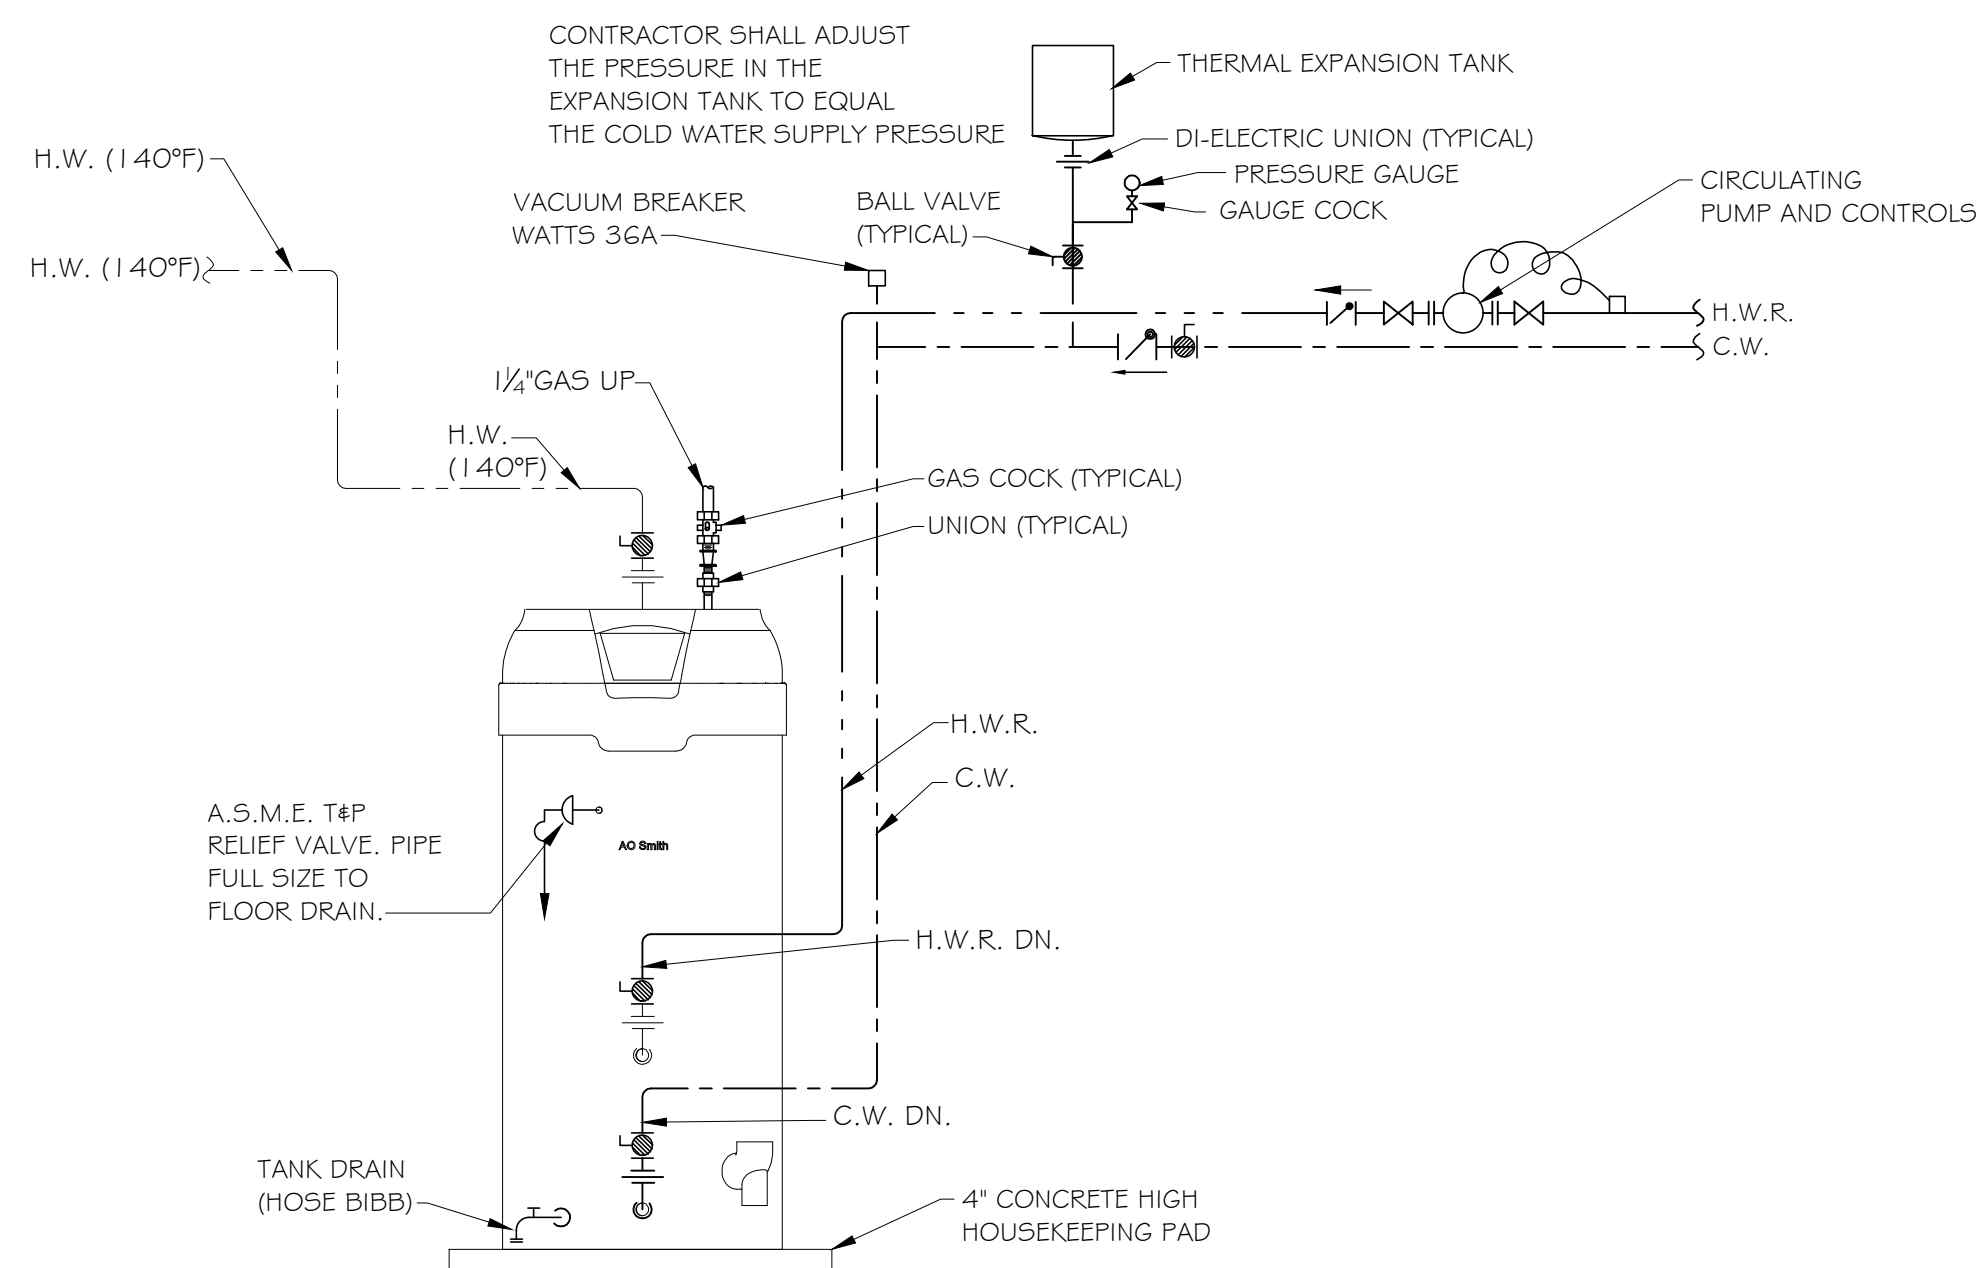 CONTRACTOR SHALL ADJUST
THE PRESSURE IN THE
EXPANSION TANK TO EQUAL
THE COLD WATER SUPPLY PRESSURE
THERMAL EXPANSION TANK
DI-ELECTRIC UNION (TYPICAL)
PRESSURE GAUGE
GAUGE COCK
H.W. (140°F)
VACUUM BREAKER
WATTS 36A
BALL VALVE
(TYPICAL)
CIRCULATING
PUMP AND CONTROLS
H.W. (140°F)
H.W.R.
C.W.
1¼"GAS UP
H.W.
(140°F)
GAS COCK (TYPICAL)
UNION (TYPICAL)
H.W.R.
C.W.
A.S.M.E. T&P
RELIEF VALVE. PIPE
FULL SIZE TO
FLOOR DRAIN.
AO Smith
H.W.R. DN.
C.W. DN.
TANK DRAIN
(HOSE BIBB)
4" CONCRETE HIGH
HOUSEKEEPING PAD